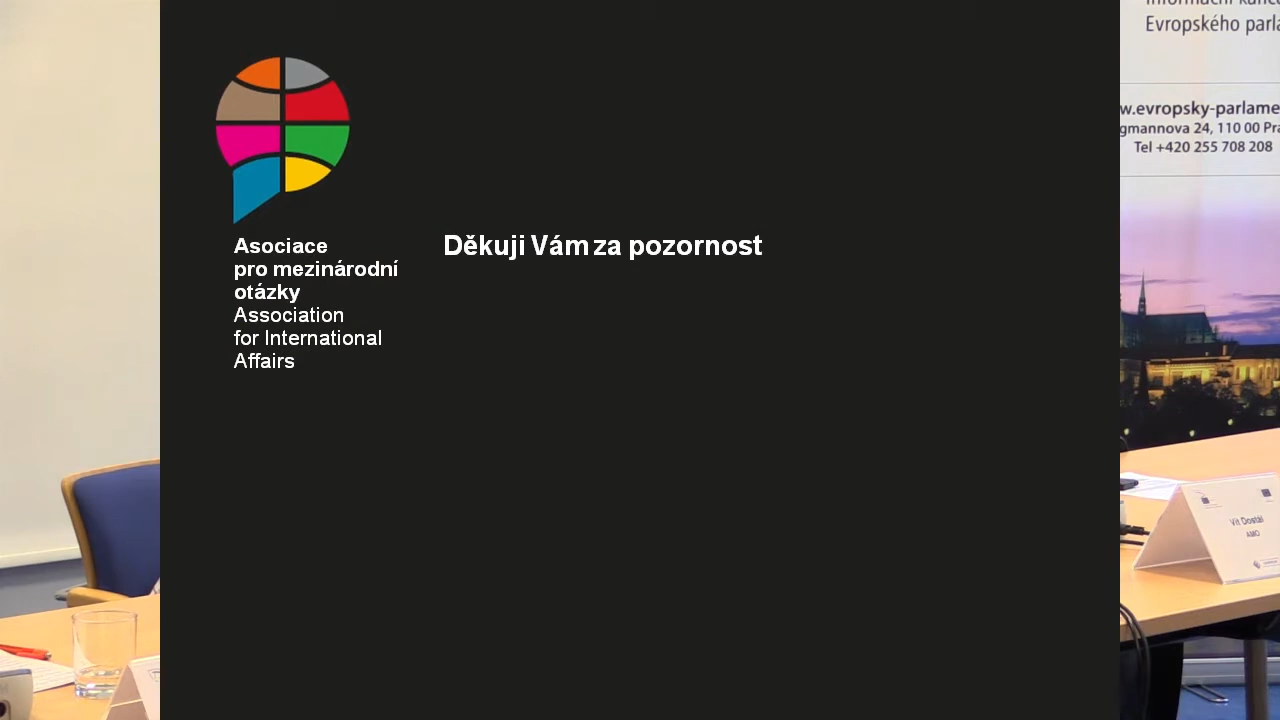 Asociace
pro mezinárodní
otázky
Association
for International
Affairs
Děkuji Vám za pozornost
Evropského parla
w.evropsky-parlame
gmannova 24, 110 00 Pra
Tel +420 255 708 208
Vít Dostál
AMO